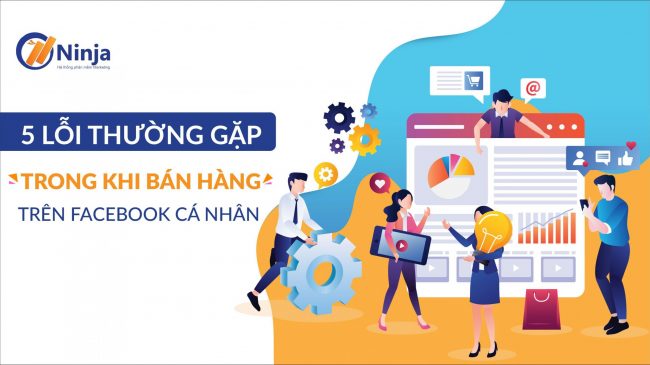 Ninja
Hệ thống phần mềm Marketing
5 LỖI THƯỜNG GẶP
TRONG KHI BÁN HÀNG
TRÊN FACEBOOK CÁ NHÂN
@